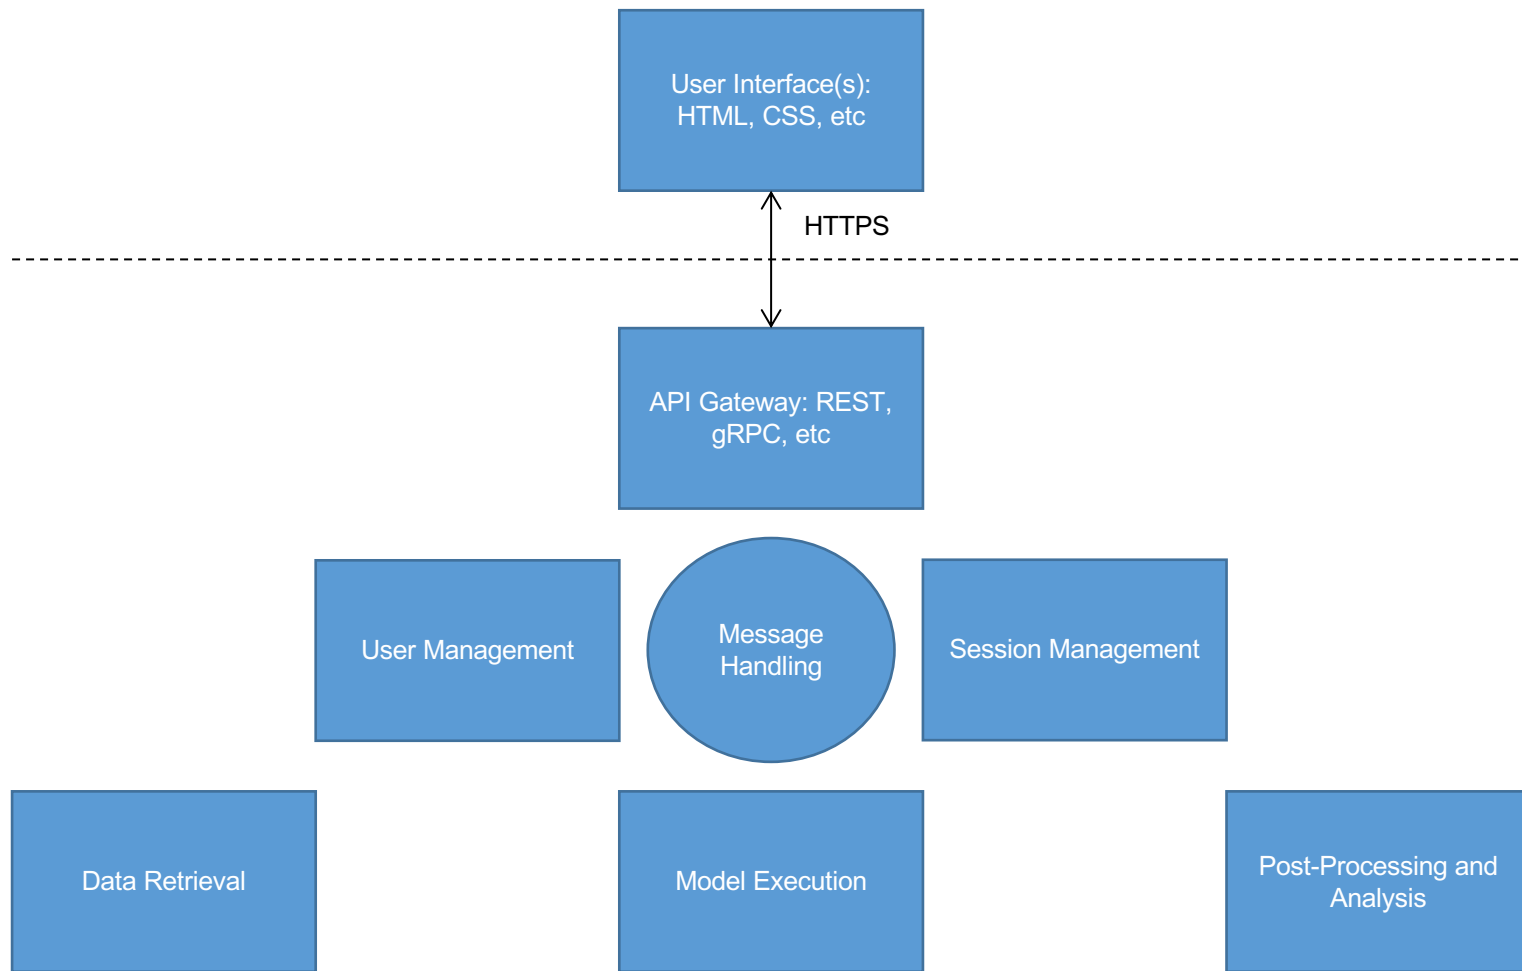 User Interface(s):
HTML, CSS, etc
HTTPS
API Gateway: REST,
gRPC, etc
User Management
Message
Handling
Session Management
Data Retrieval
Model Execution
Post-Processing and
Analysis